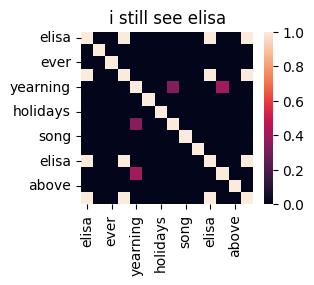 i still see elisa
elisa
ever
yearning
holidays
song
elisa
above
1.0
0.8
0.6
0.4
0.2
0.0
elisa
ever
yearning
holidays
song
elisa
above